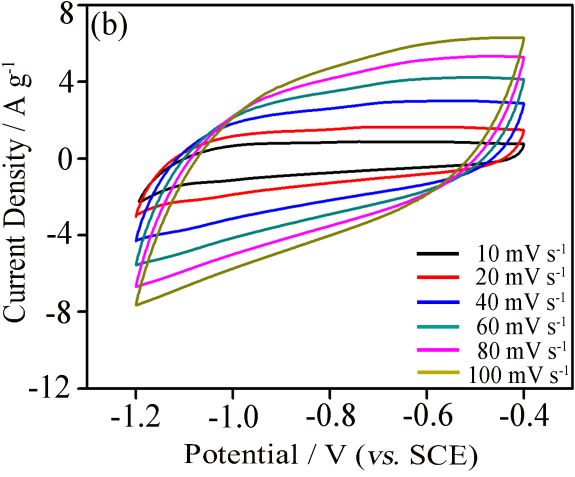 (b)
Current Density / A g-1
8
4
0
-4
-8
-12
10 mV s-1
20 mV s-1
40 mV s-1
60 mV s-1
80 mV s-1
100 mV s-1
-1.2 -1.0 -0.8 -0.6 -0.4
Potential / V (vs. SCE)